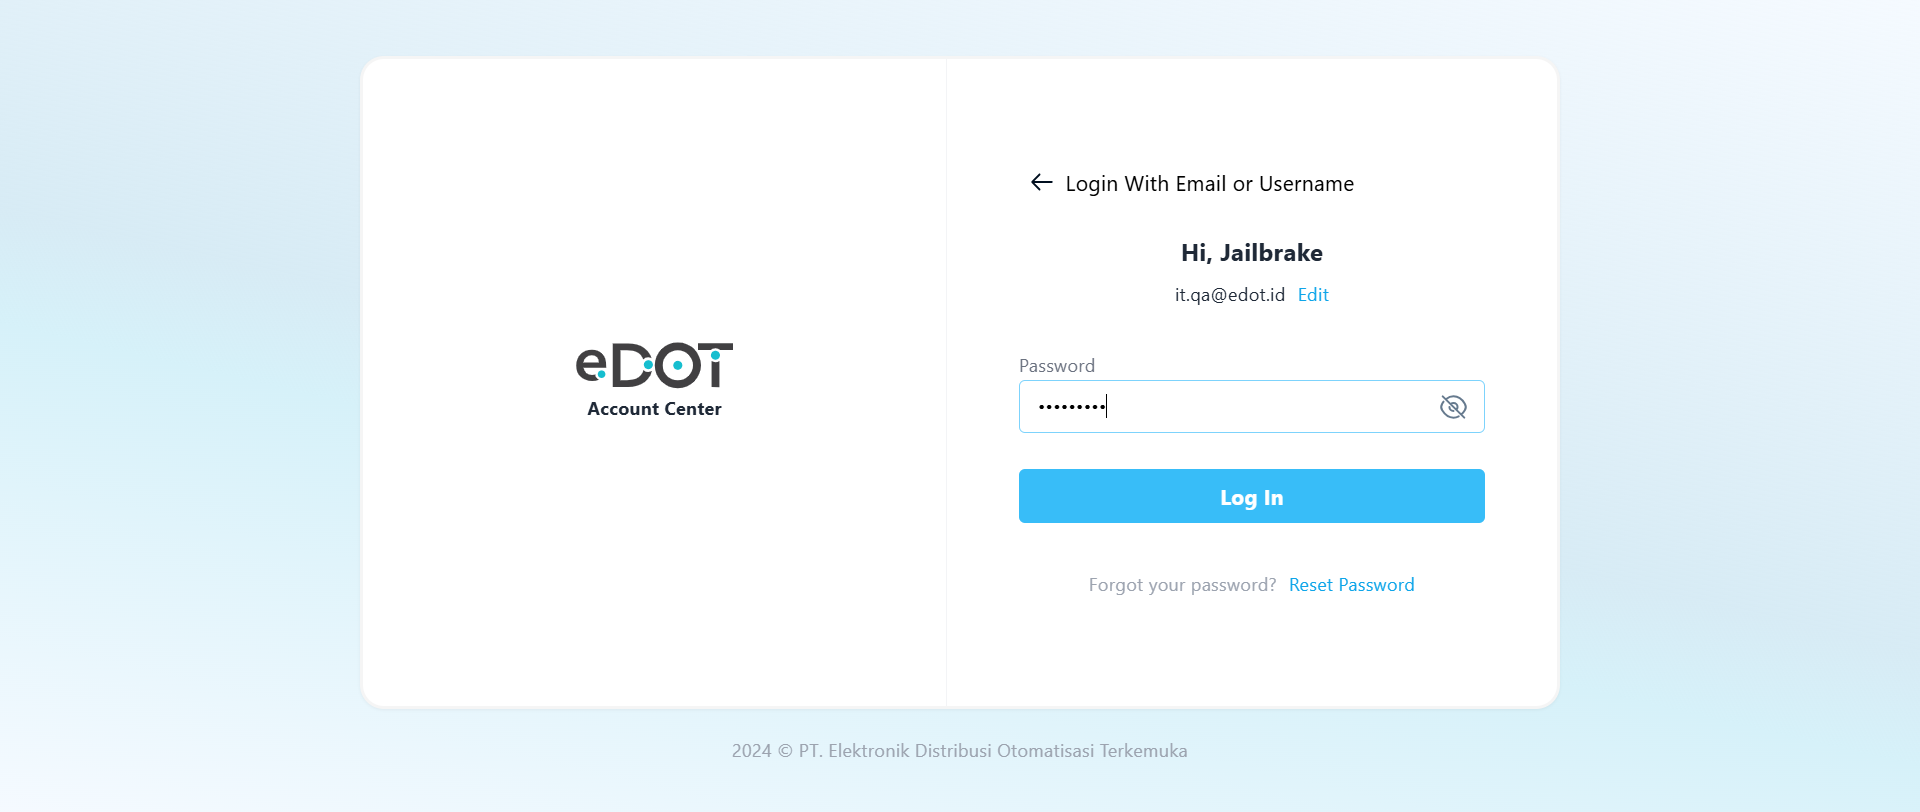 eDOT
Account Center
Login With Email or Username
Hi, Jailbrake
it.qa@edot.id Edit
Password
•••••••••
Log In
Forgot your password? Reset Password
2024 © PT. Elektronik Distribusi Otomatisasi Terkemuka